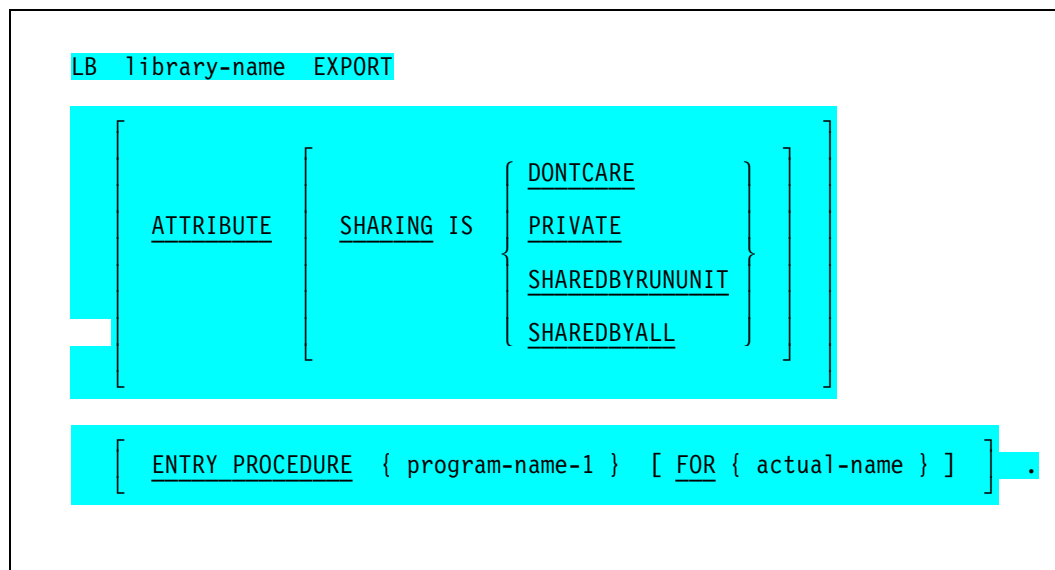 LB library-name EXPORT
DONTCARE
ATTRIBUTE [ SHARING IS PRIVATE
SHAREDBYRUNUNIT
SHAREDBYALL
[ ENTRY PROCEDURE { program-name-1 } [ FOR { actual-name } ] ] .